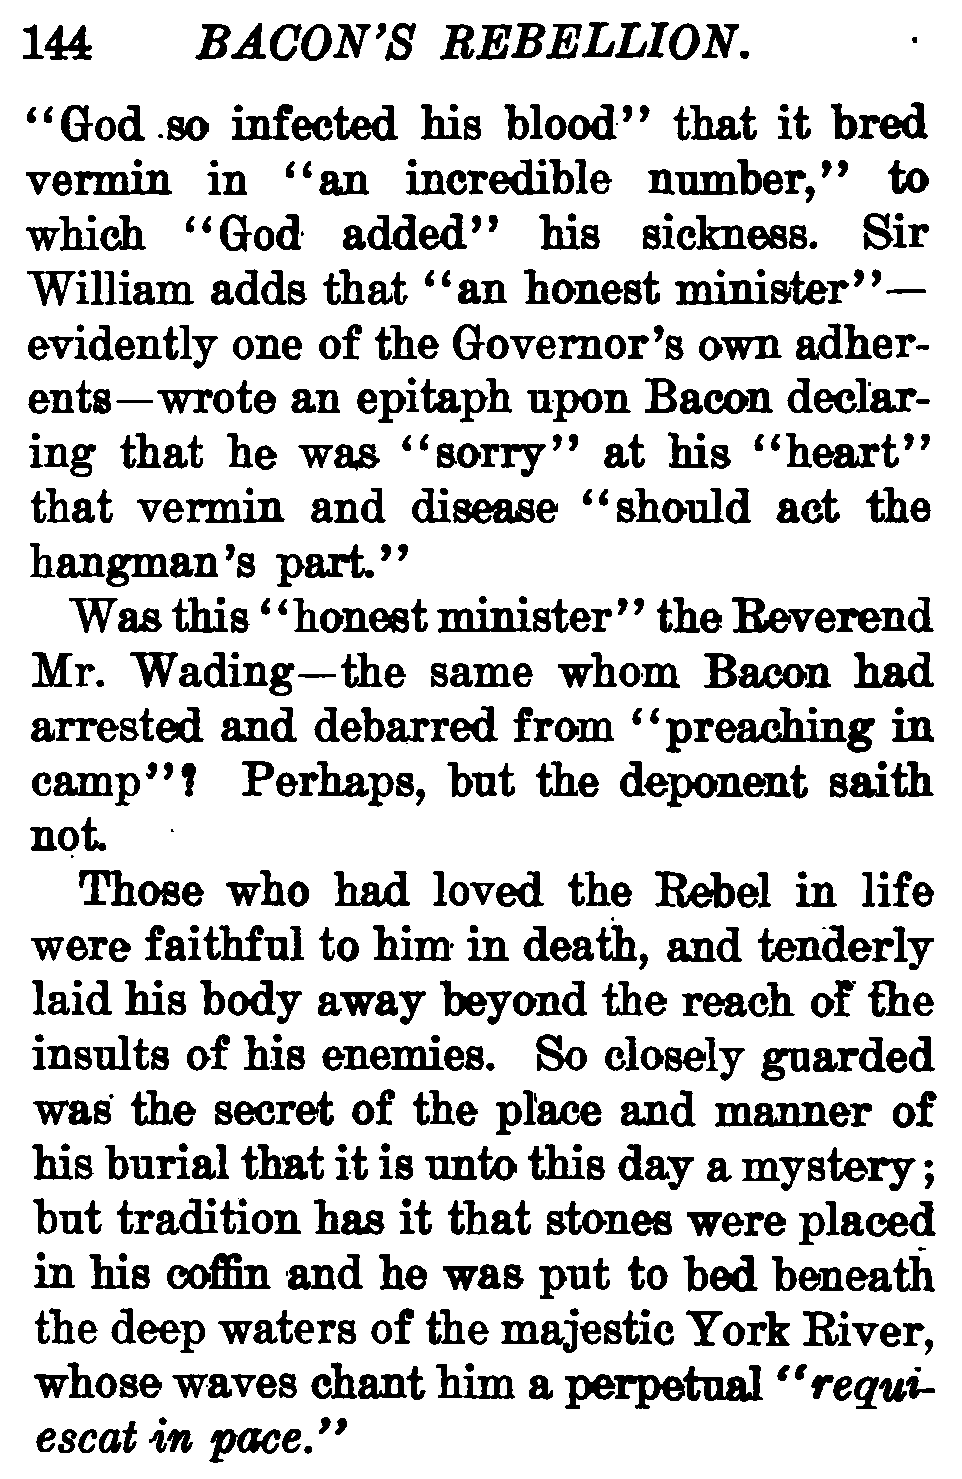 144 BACON'S REBELLION.
"God so infected his blood" that it bred
vermin in "an incredible number," to
which "God added" his sickness. Sir
William adds that "an honest minister"—
evidently one of the Governor's own adher-
ents—wrote an epitaph upon Bacon declar-
ing that he was "sorry" at his "heart"
that vermin and disease "should act the
hangman's part."
Was this "honest minister" the Reverend
Mr. Wading—the same whom Bacon had
arrested and debarred from "preaching in
camp"? Perhaps, but the deponent saith
not.
Those who had loved the Rebel in life
were faithful to him in death, and tenderly
laid his body away beyond the reach of the
insults of his enemies. So closely guarded
was the secret of the place and manner of
his burial that it is unto this day a mystery;
but tradition has it that stones were placed
in his coffin and he was put to bed beneath
the deep waters of the majestic York River,
whose waves chant him a perpetual "requi-
escat in pace."